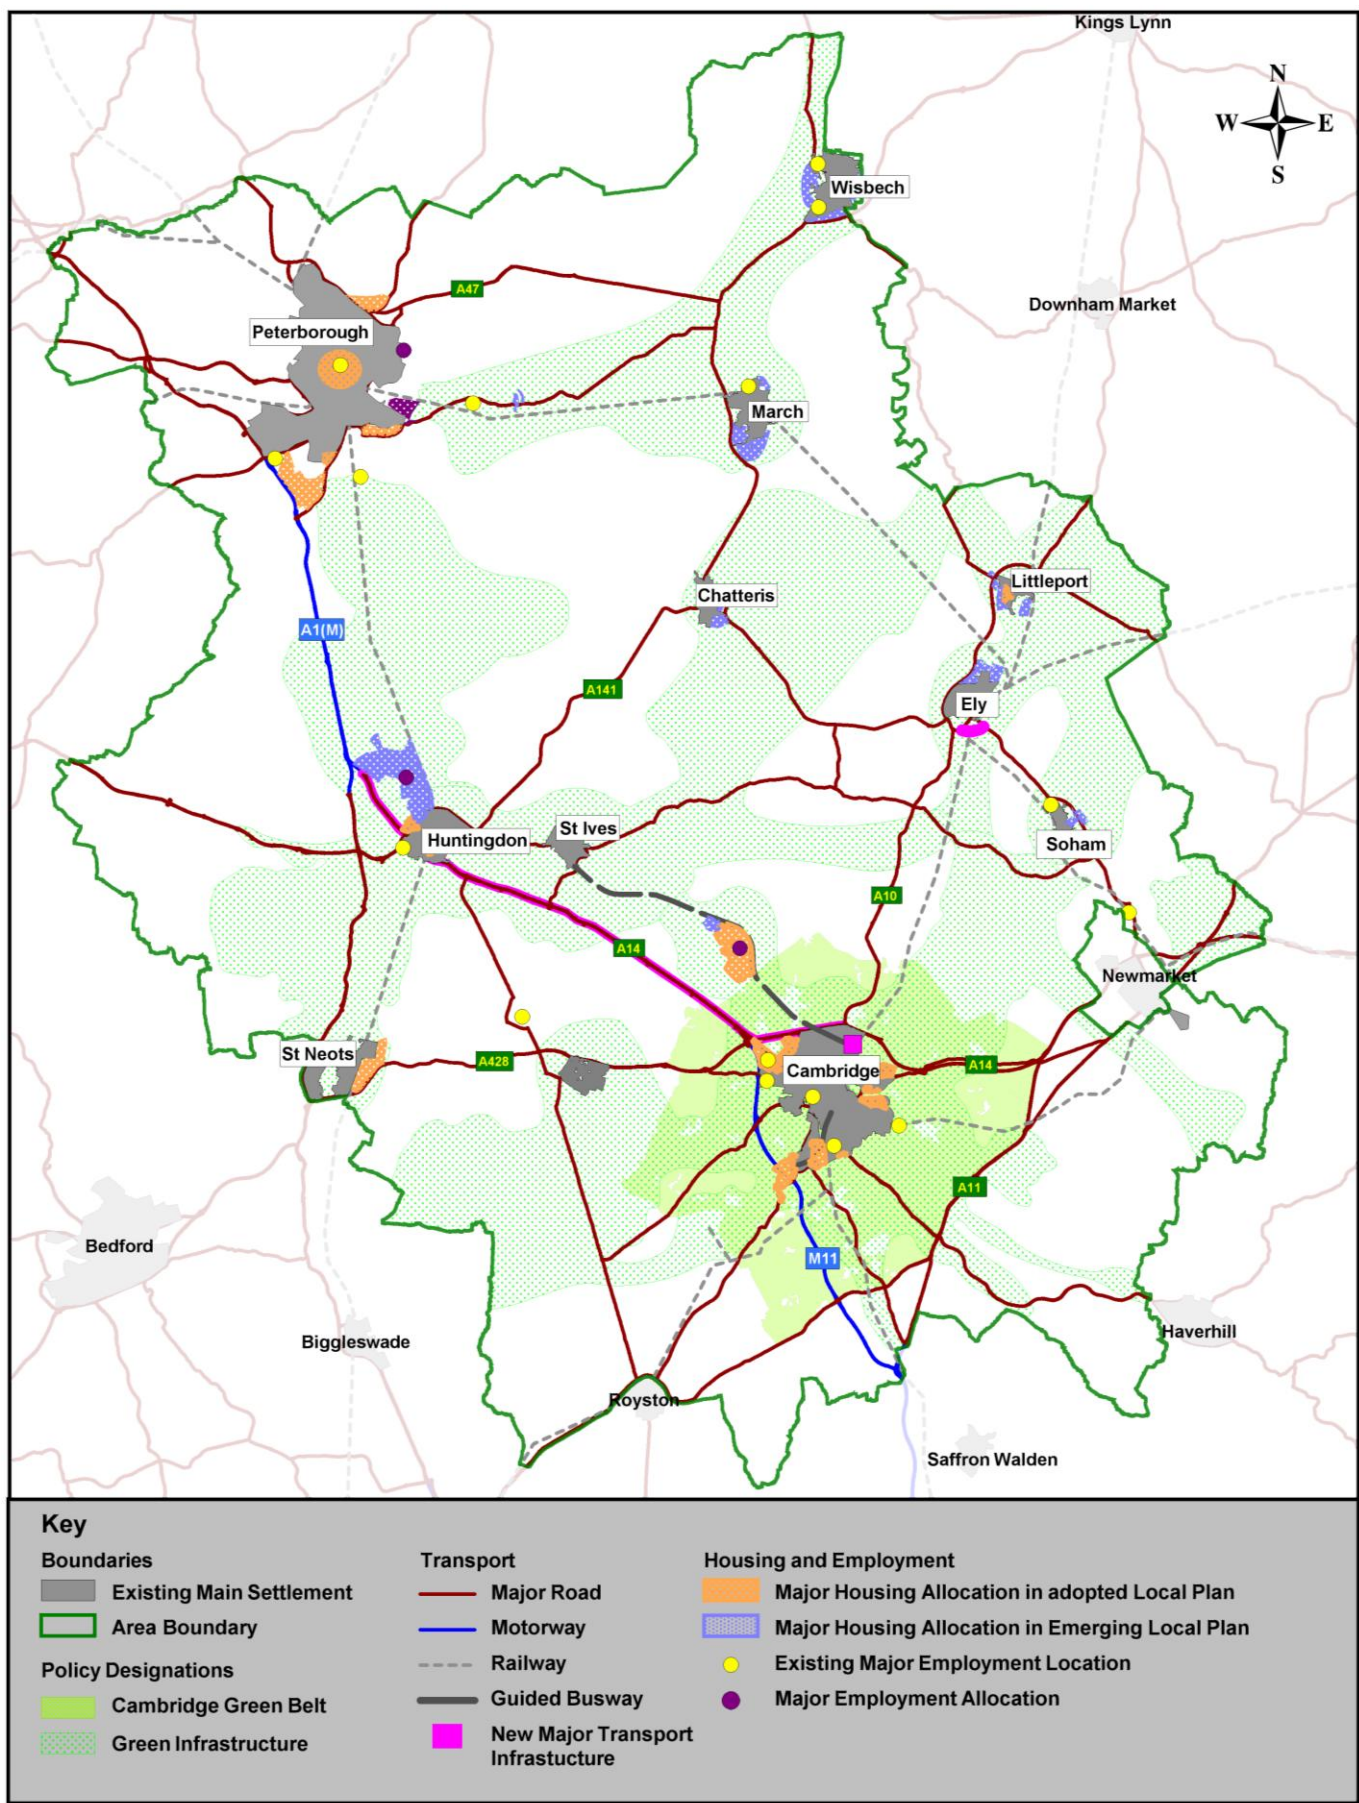 Kings Lynn
N
W E
S
Wisbech
A47
Downham Market
Peterborough
March
Littleport
Chatteris
A1(M)
A141
Ely
St Ives
Huntingdon
Soham
A10
A14
Newmarket
St Neots
A428
A14
Cambridge
A11
Bedford
M11
Haverhill
Biggleswade
Royston
Saffron Walden
Key
Boundaries
Existing Main Settlement
Area Boundary
Policy Designations
Cambridge Green Belt
Green Infrastructure
Transport
Major Road
Motorway
Railway
Guided Busway
New Major Transport
Infrastucture
Housing and Employment
Major Housing Allocation in adopted Local Plan
Major Housing Allocation in Emerging Local Plan
Existing Major Employment Location
Major Employment Allocation